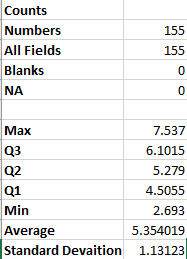 Counts
Numbers 155
All Fields 155
Blanks 0
NA 0
Max 7.537
Q3 6.1015
Q2 5.279
Q1 4.5055
Min 2.693
Average 5.354019
Standard Devaition 1.13123